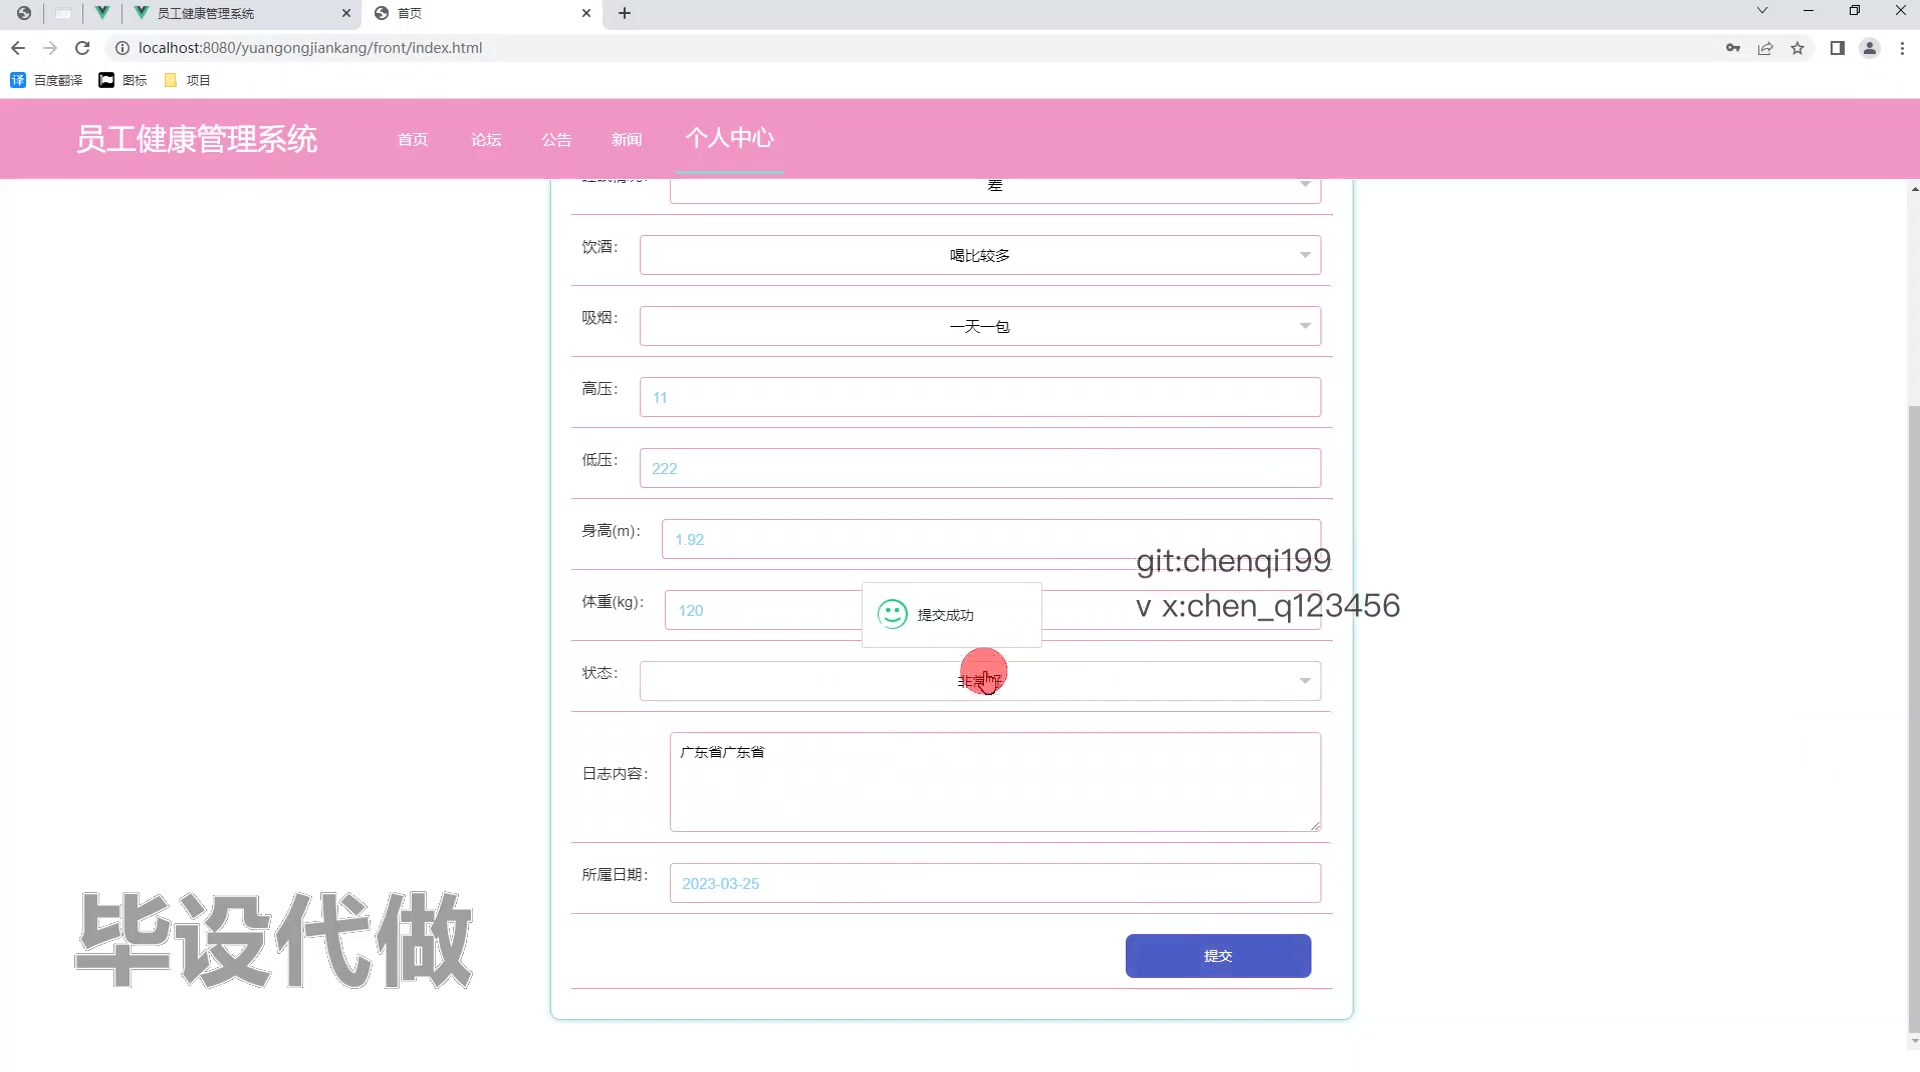 员工健康管理系统
首页
localhost:8080/yuangongjiankang/front/index.html
百度翻译
图标
项目
员工健康管理系统
首页
论坛
公告
新闻
个人中心
差
饮酒：
喝比较多
吸烟：
一天一包
高压：
11
低压：
222
身高(m)：
1.92
git:chenqi199
体重(kg)：
120
提交成功
v x:chen_q123456
状态：
日志内容：
广东省广东省
所属日期：
2023-03-25
毕设代做
提交